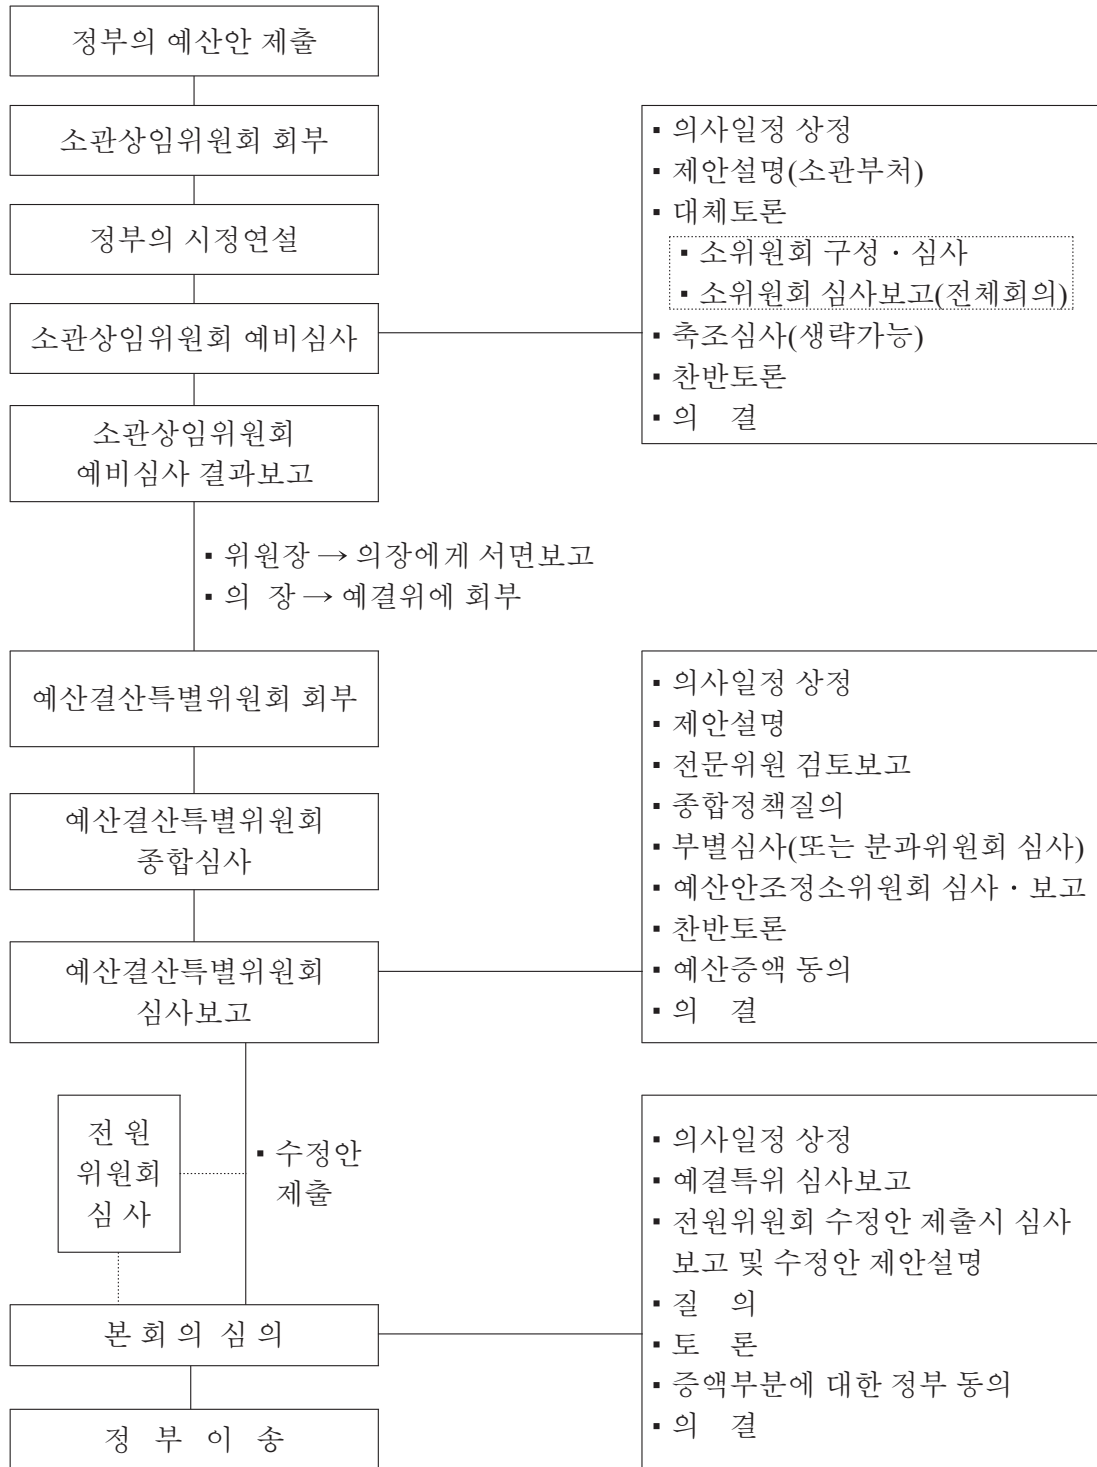 정부의 예산안 제출
소관상임위원회 회부
정부의 시정연설
소관상임위원회 예비심사
▪ 의사일정 상정
▪ 제안설명(소관부처)
▪ 대체토론
▪ 소위원회 구성 · 심사
▪ 소위원회 심사보고(전체회의)
▪ 축조심사(생략가능)
▪ 찬반토론
▪ 의 결
소관상임위원회
예비심사 결과보고
▪ 위원장 → 의장에게 서면보고
▪ 의 장 → 예결위에 회부
예산결산특별위원회 회부
예산결산특별위원회
종합심사
예산결산특별위원회
심사보고
▪ 의사일정 상정
▪ 제안설명
▪ 전문위원 검토보고
▪ 종합정책질의
▪ 부별심사(또는 분과위원회 심사)
▪ 예산안조정소위원회 심사 · 보고
▪ 찬반토론
▪ 예산증액 동의
▪ 의 결
전 원
위원회
심 사
▪ 수정안
제출
본 회 의 심 의
▪ 의사일정 상정
▪ 예결특위 심사보고
▪ 전원위원회 수정안 제출시 심사
보고 및 수정안 제안설명
▪ 질 의
▪ 토 론
▪ 증액부분에 대한 정부 동의
▪ 의 결
정 부 이 송